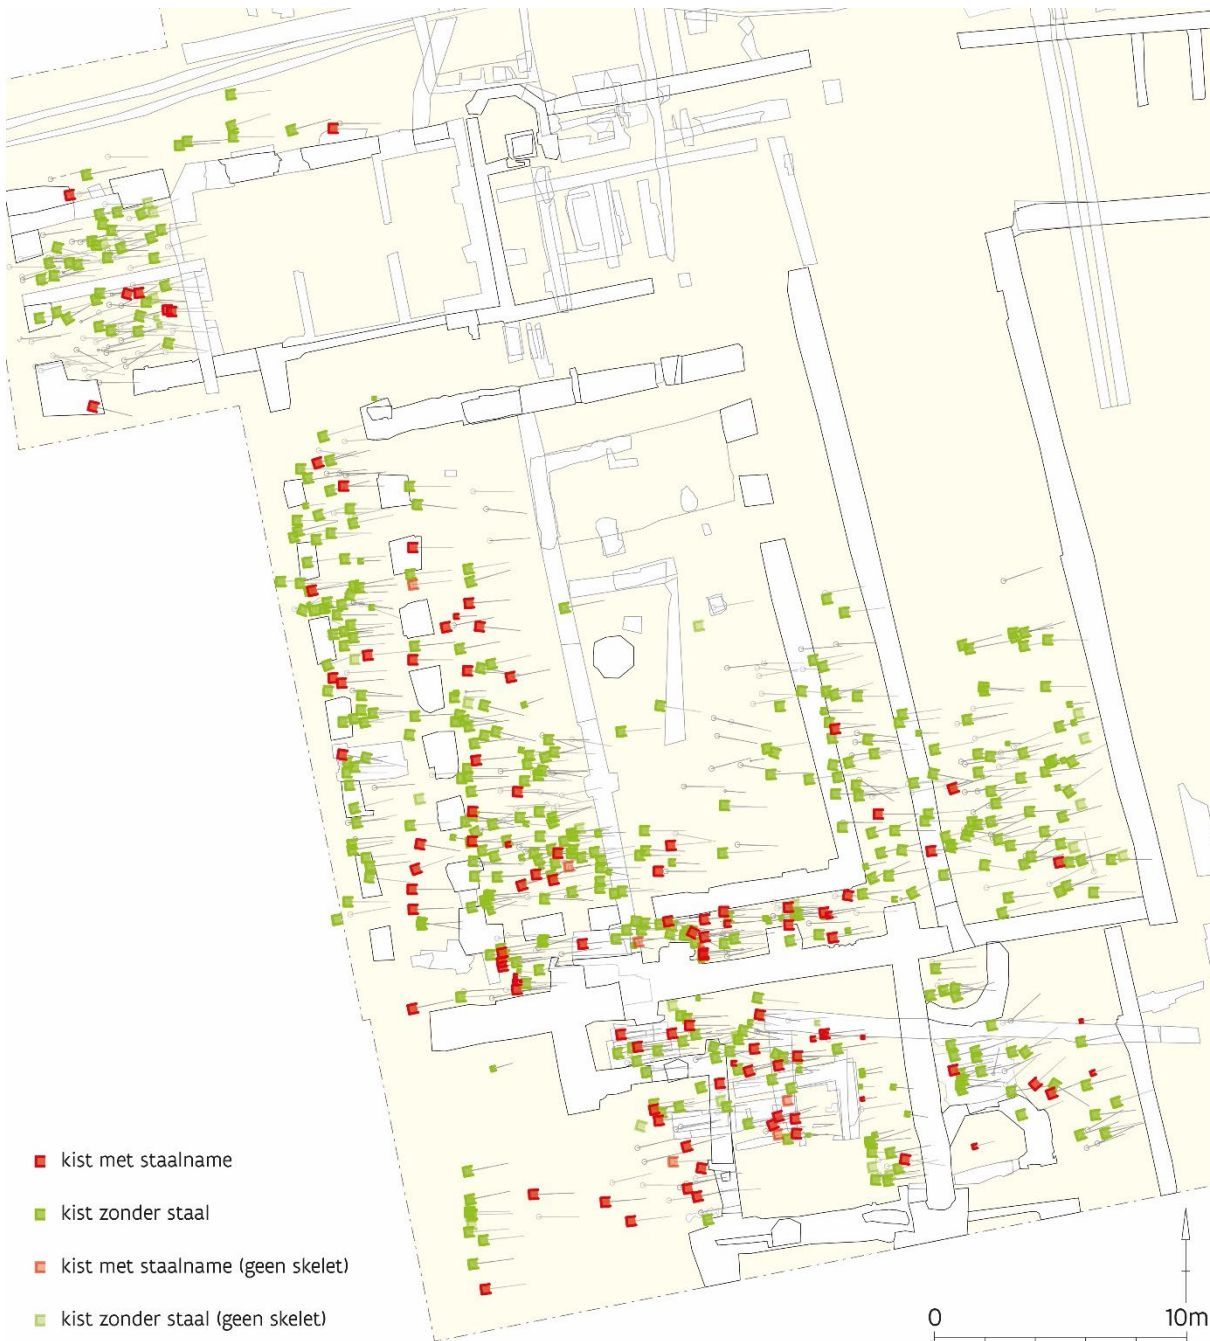 kist met staalname
kist zonder staal
kist met staalname (geen skelet)
kist zonder staal (geen skelet)
0 10m